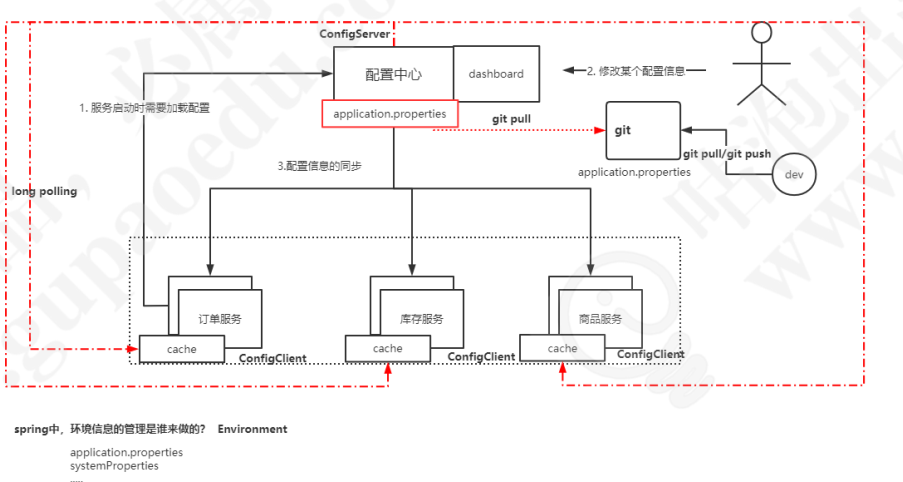 ConfigServer
配置中心
dashboard
2. 修改某个配置信息
1. 服务启动时需要加载配置
application.properties
git pull
git
git pull/git push
application.properties
dev
3.配置信息的同步
long polling
订单服务
库存服务
商品服务
cache
ConfigClient
cache
ConfigClient
cache
ConfigClient
spring中，环境信息的管理是谁来做的? Environment
application.properties
systemProperties
.....